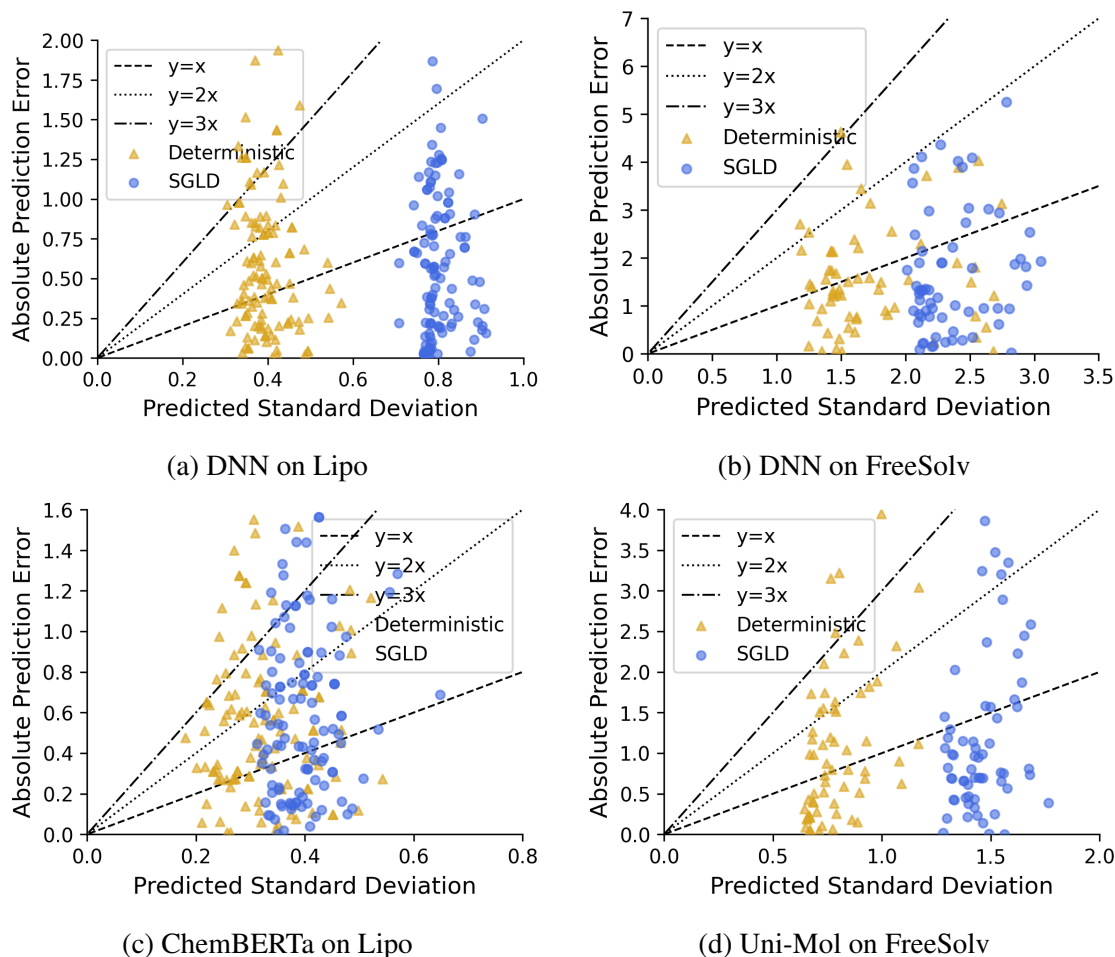 2.00
1.75
1.50
1.25
1.00
0.75
0.50
0.25
0.00
Absolute Prediction Error
y=x
y=2x
y=3x
Deterministic
SGLD
0.0 0.2 0.4 0.6 0.8 1.0
Predicted Standard Deviation
(a) DNN on Lipo
7
6
5
4
3
2
1
0
Absolute Prediction Error
y=x
y=2x
y=3x
Deterministic
SGLD
0.0 0.5 1.0 1.5 2.0 2.5 3.0 3.5
Predicted Standard Deviation
(b) DNN on FreeSolv
1.6
1.4
1.2
1.0
0.8
0.6
0.4
0.2
0.0
Absolute Prediction Error
y=x
y=2x
y=3x
Deterministic
SGLD
0.0 0.2 0.4 0.6 0.8
Predicted Standard Deviation
(c) ChemBERTa on Lipo
4.0
3.5
3.0
2.5
2.0
1.5
1.0
0.5
0.0
Absolute Prediction Error
y=x
y=2x
y=3x
Deterministic
SGLD
0.0 0.5 1.0 1.5 2.0
Predicted Standard Deviation
(d) Uni-Mol on FreeSolv